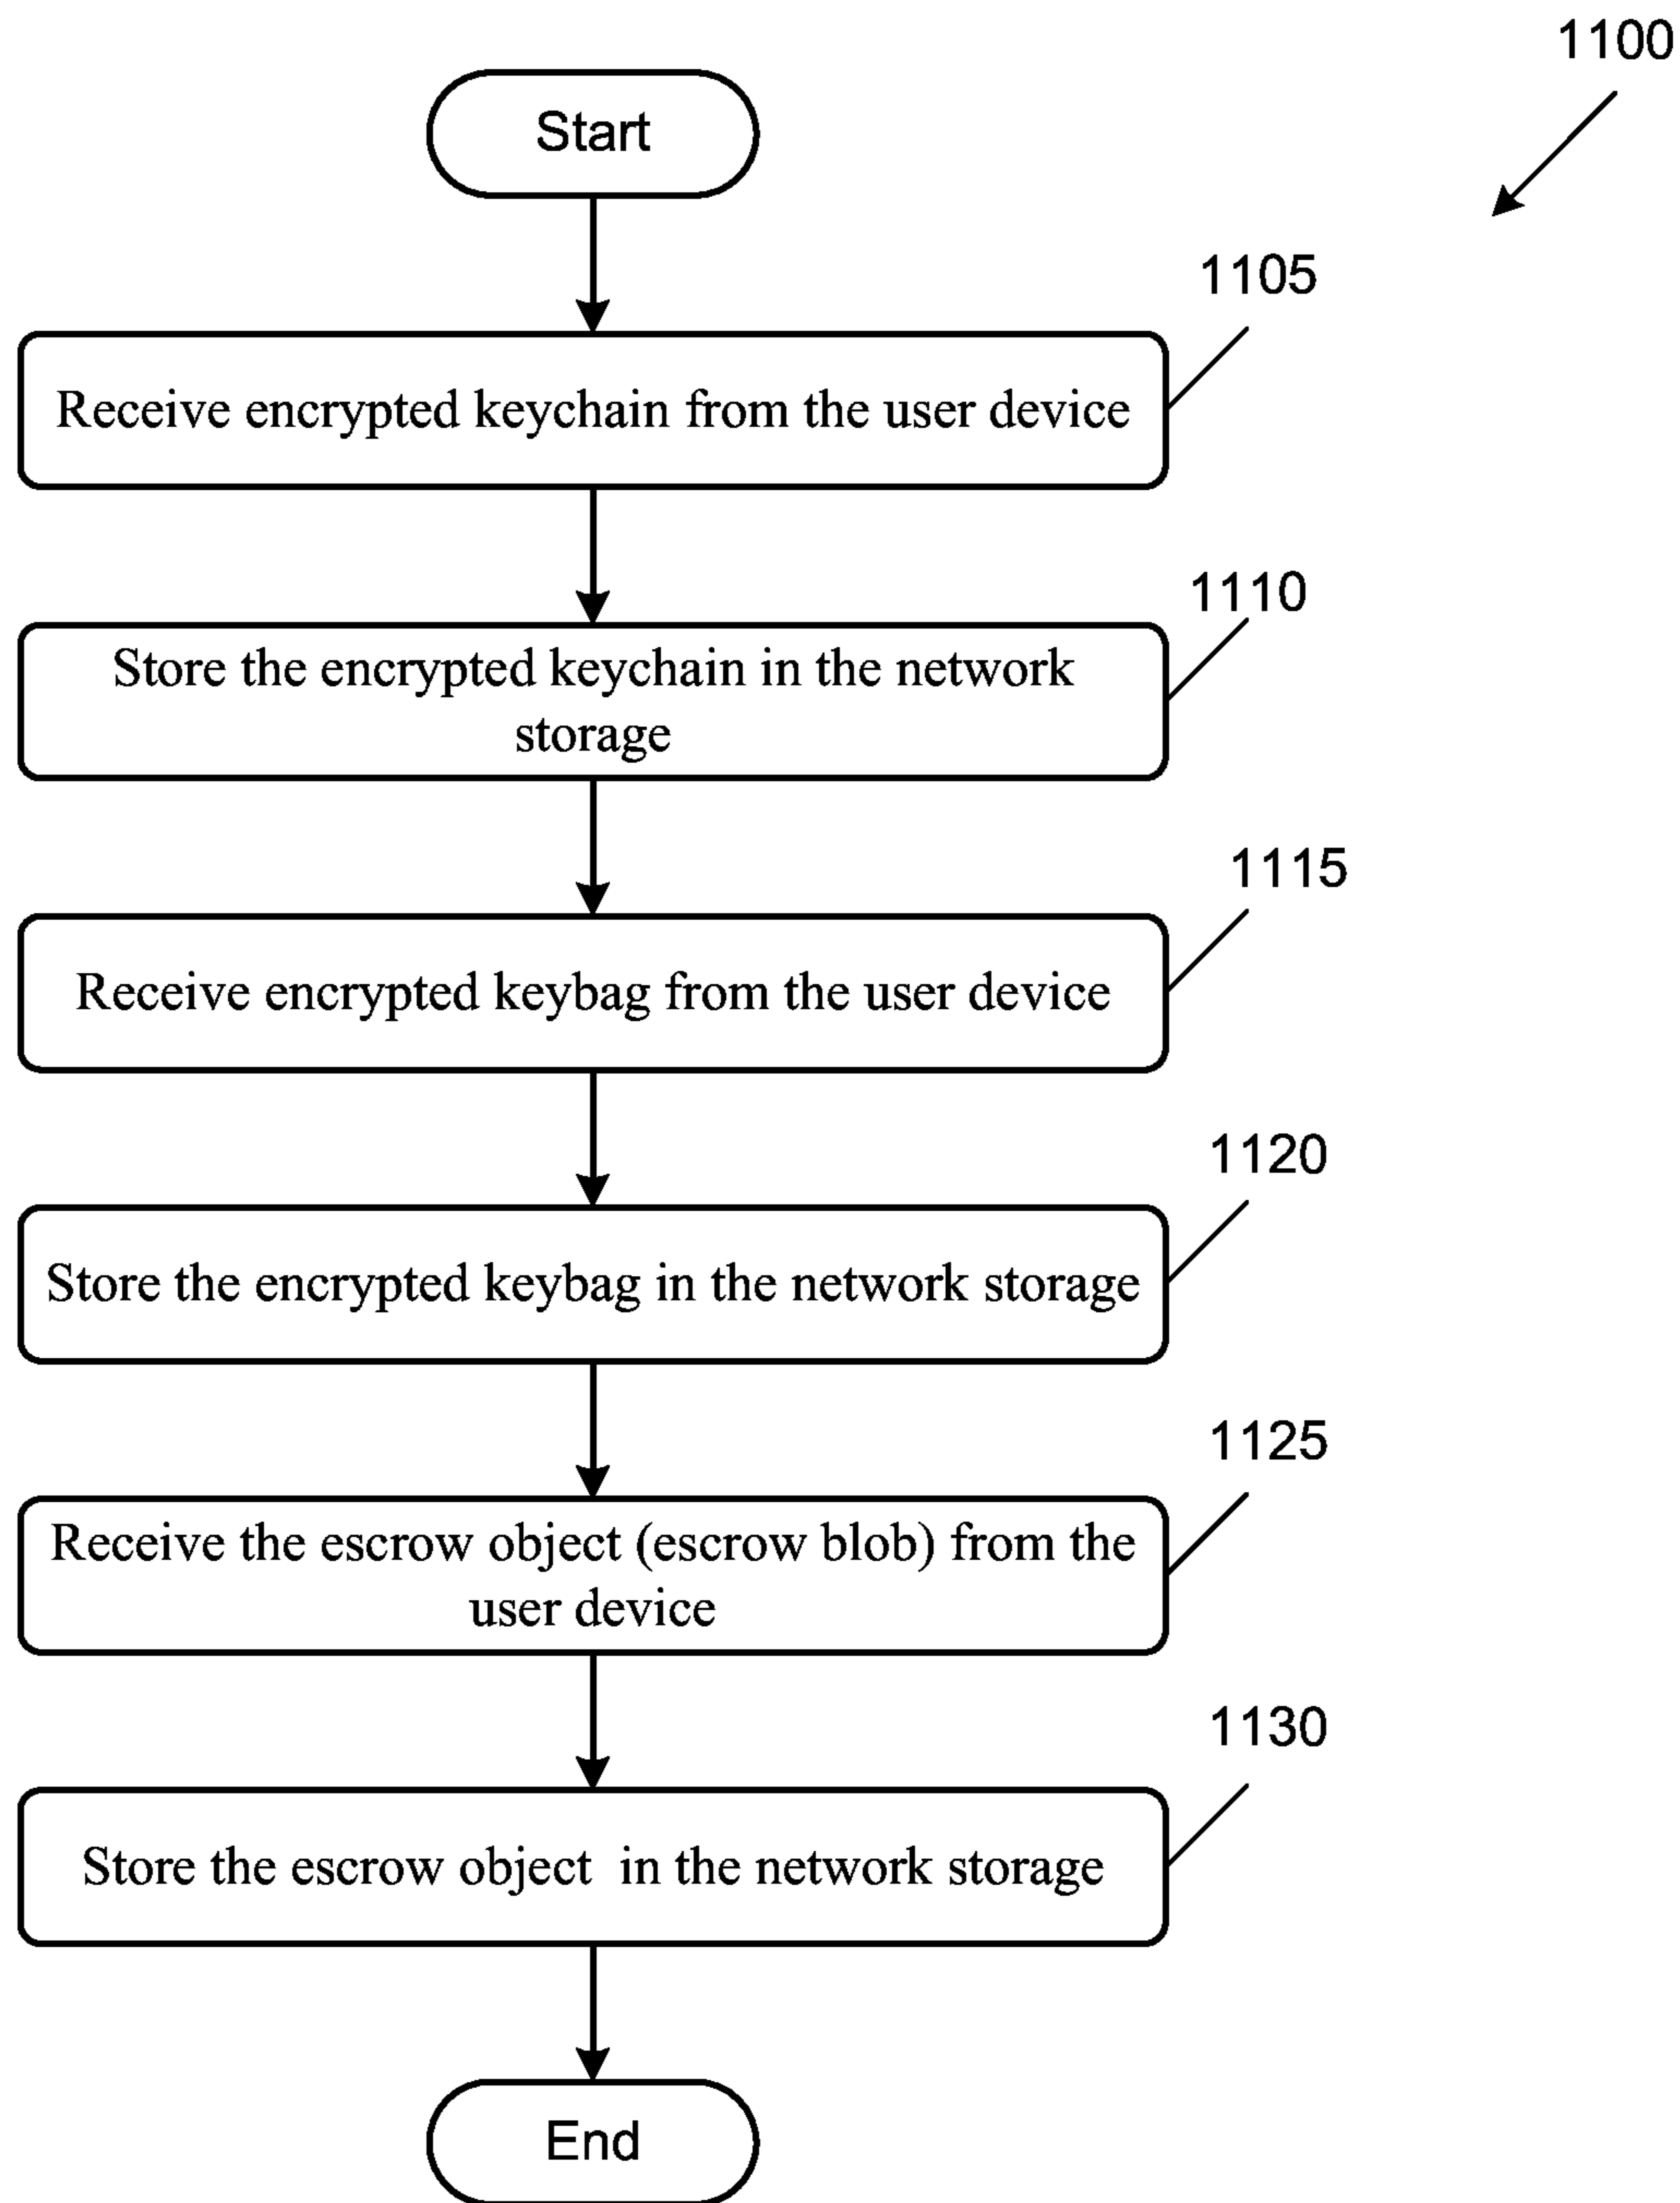 1100
Start
1105
Receive encrypted keychain from the user device
1110
Store the encrypted keychain in the network
storage
1115
Receive encrypted keybag from the user device
1120
Store the encrypted keybag in the network storage
1125
Receive the escrow object (escrow blob) from the
user device
1130
Store the escrow object in the network storage
End